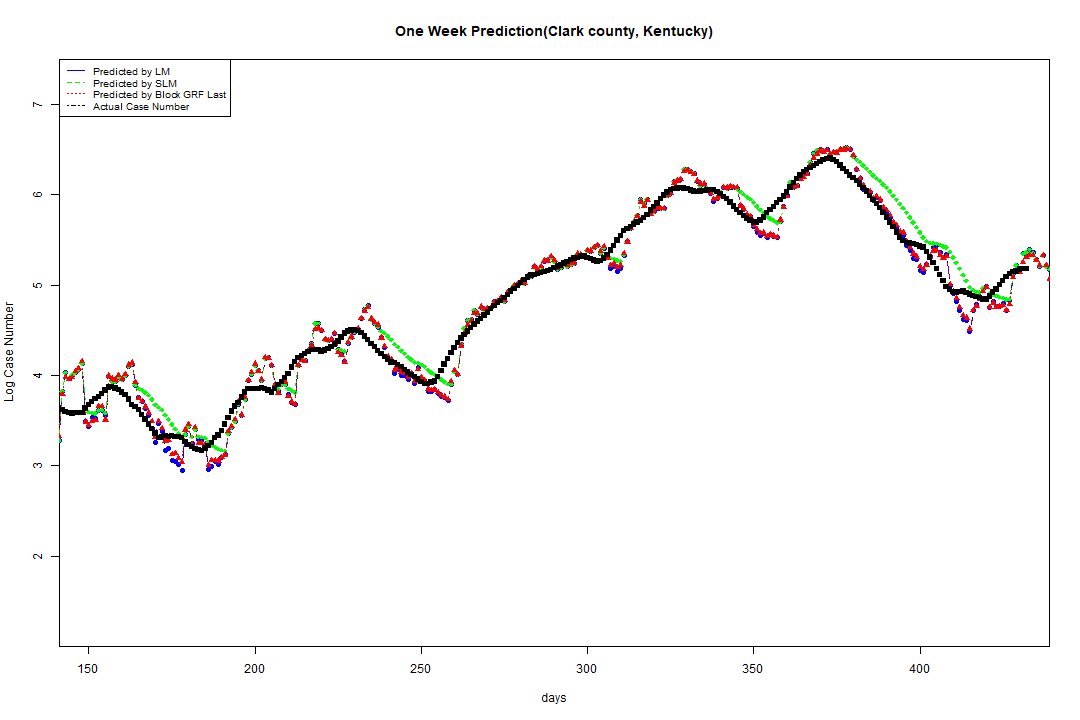 One Week Prediction(Clark county, Kentucky)
Predicted by LM
Predicted by SLM
Predicted by Block GRF Last
Actual Case Number
7
6
5
4
3
2
Log Case Number
150 200 250 300 350 400
days